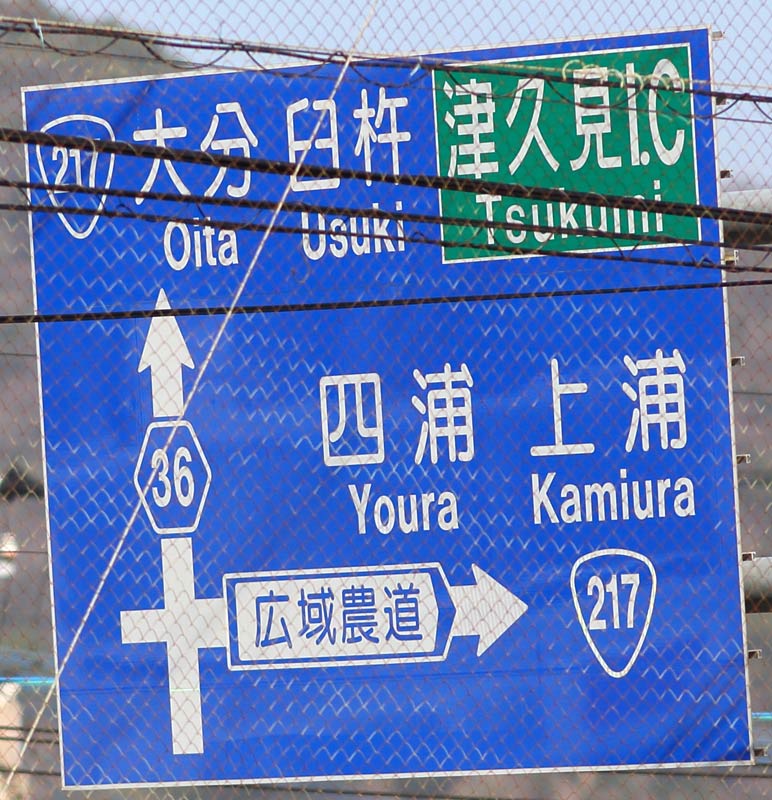 217 大分 臼杵 津久見I.C
Oita Usuki Tsukumi
36
四浦 上浦
Youra Kamiura
広域農道 217